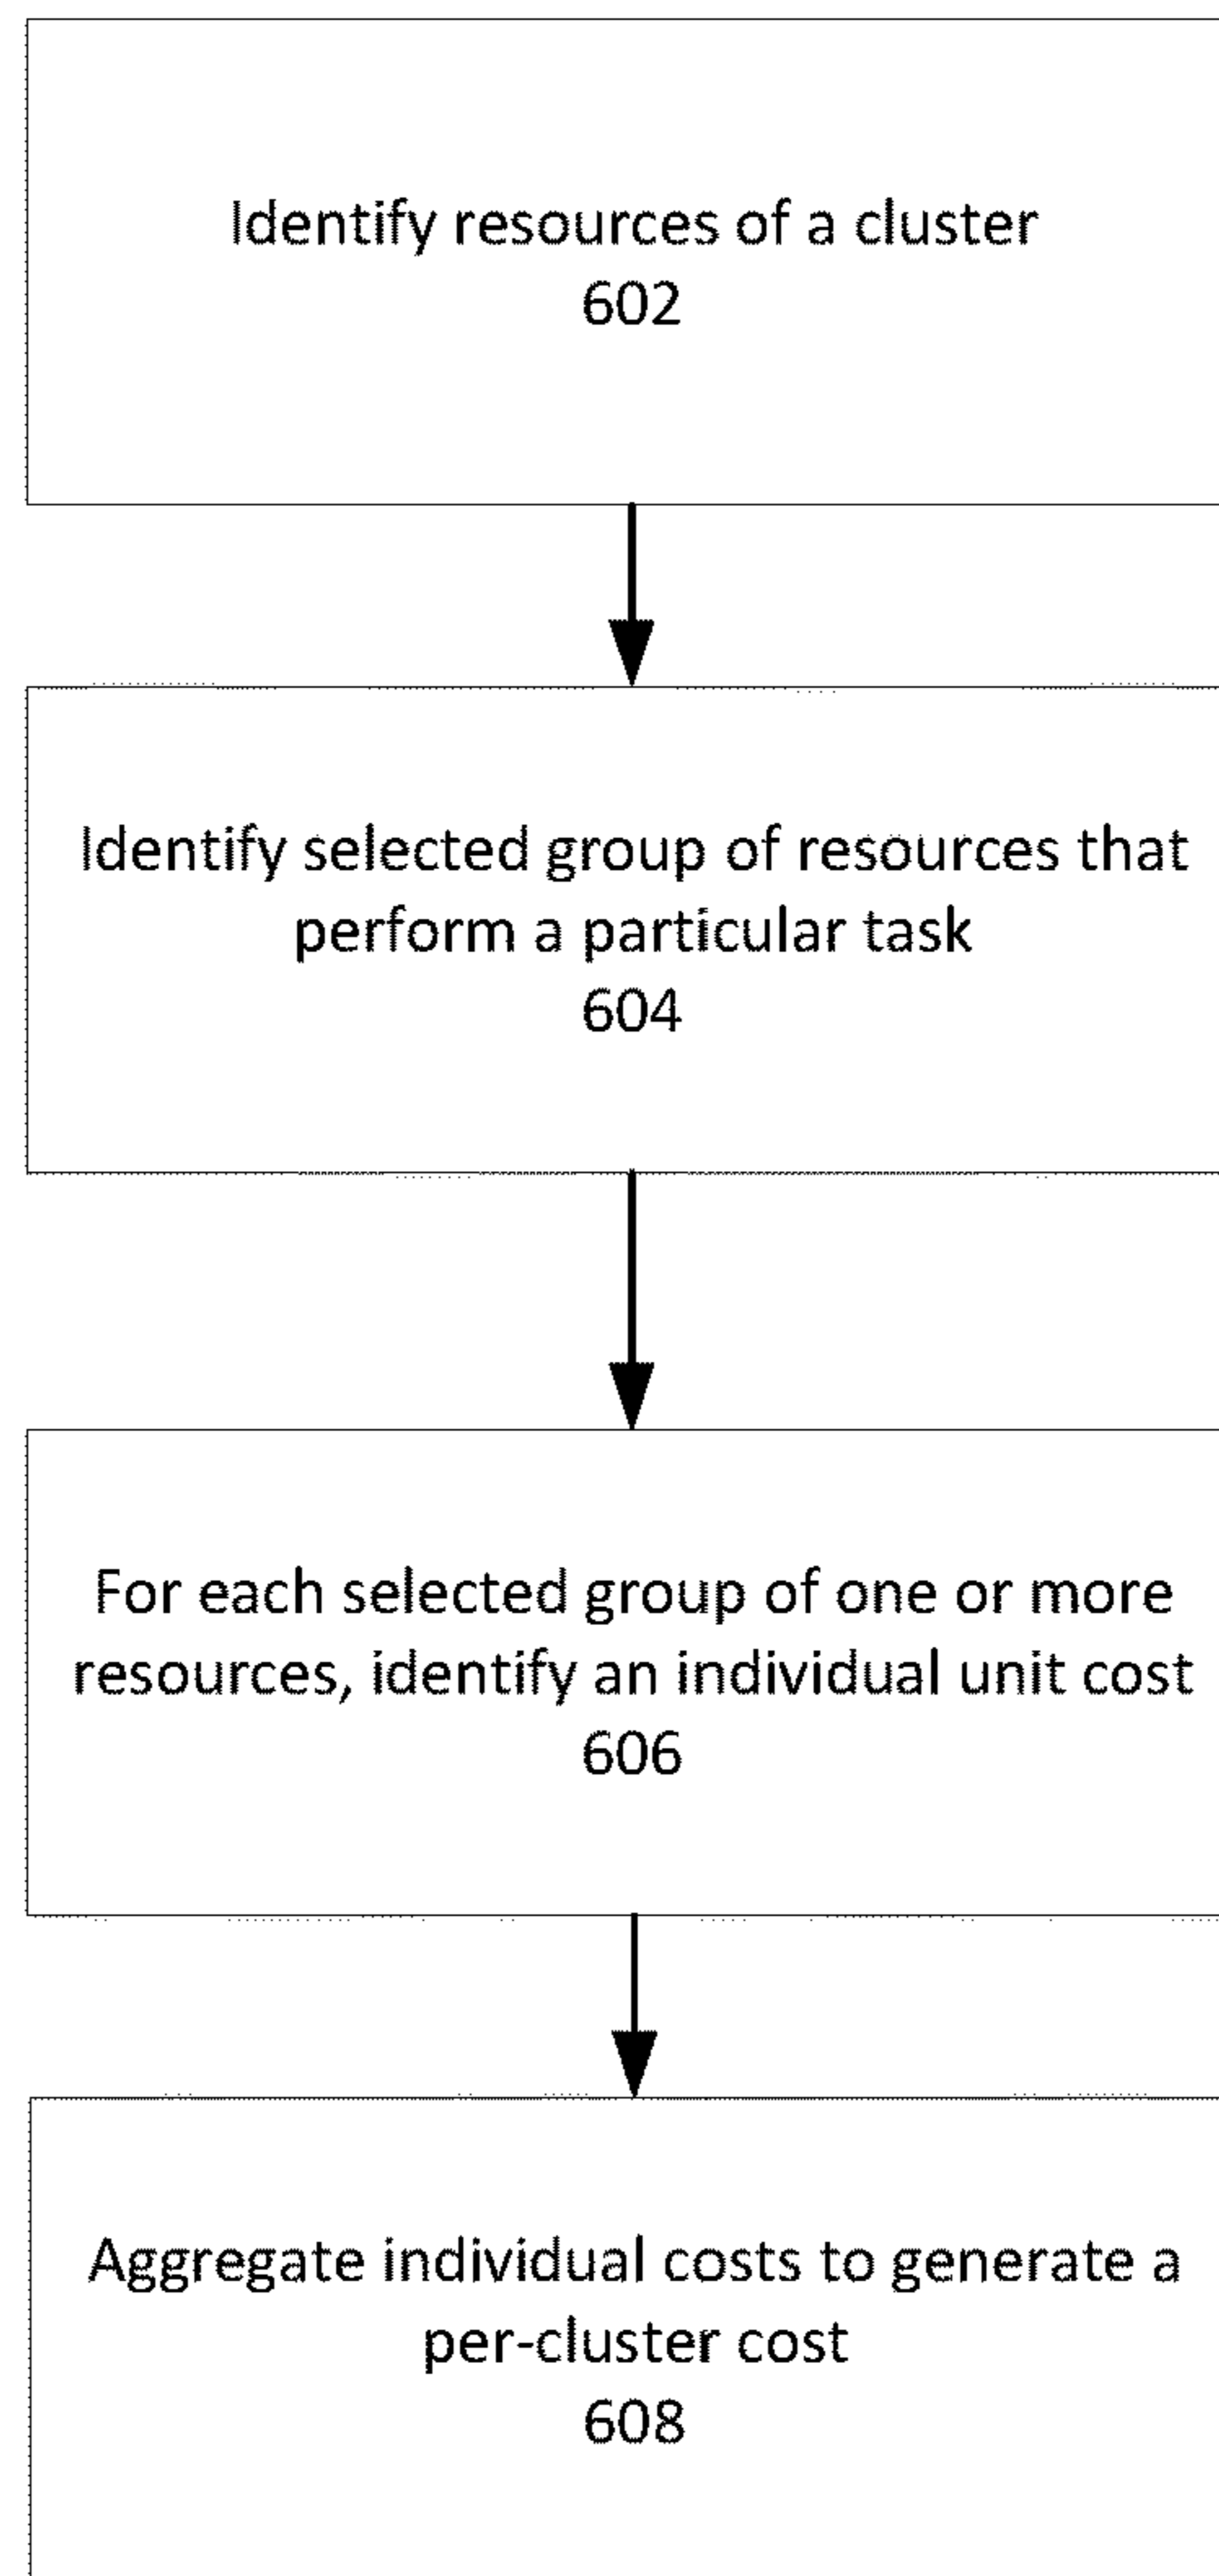 Identify resources of a cluster
602
Identify selected group of resources that
perform a particular task
604
For each selected group of one or more
resources, identify an individual unit cost
606
Aggregate individual costs to generate a
per-cluster cost
608